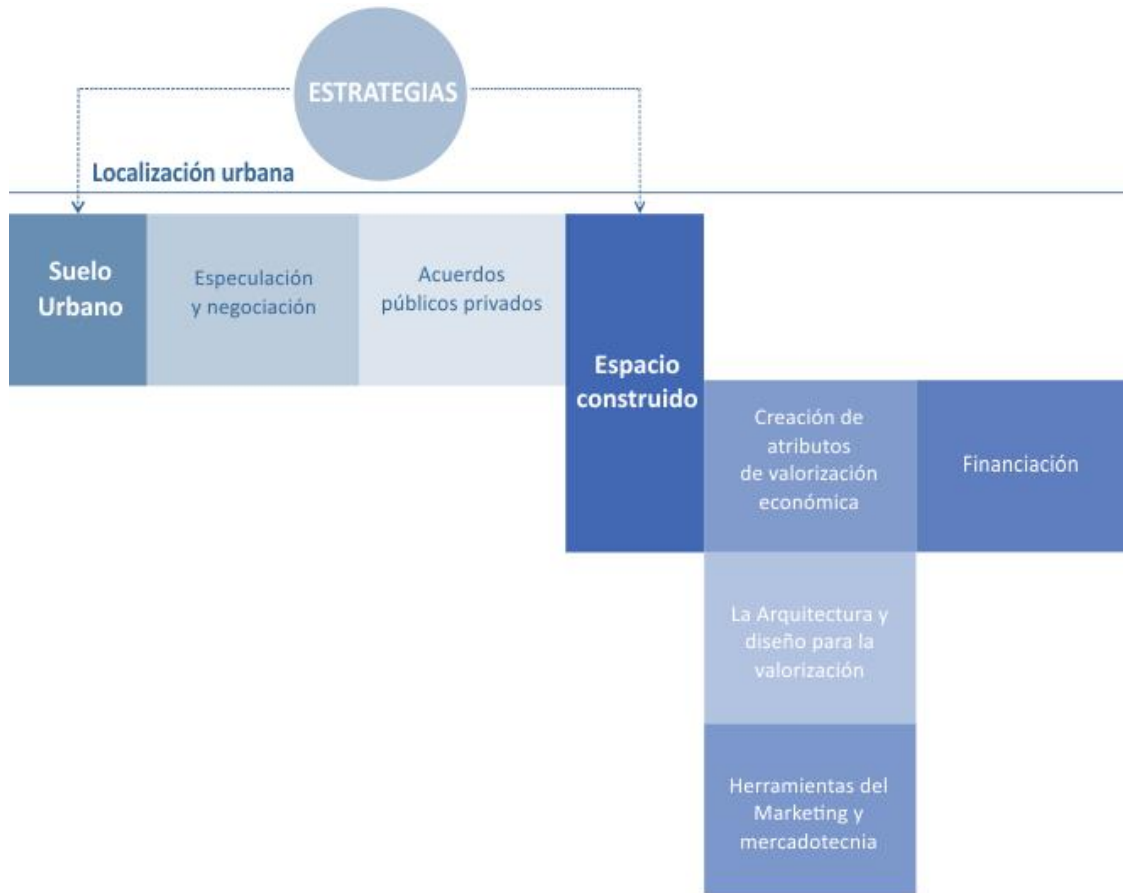 ESTRATEGIAS
Localización urbana
Suelo
Urbano
Especulación
y negociación
Acuerdos
públicos privados
Espacio
construido
Creación de
atributos
de valorización
económica
Financiación
La Arquitectura y
diseño para la
valorización
Herramientas del
Marketing y
mercadotecnia